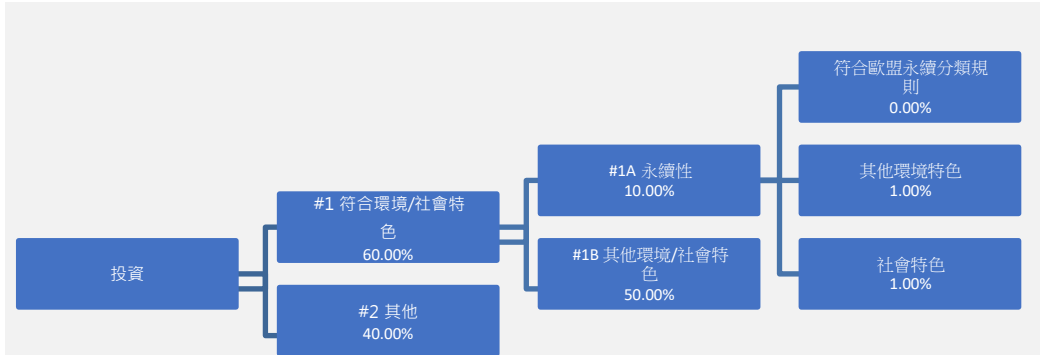 投資
#1 符合環境/社會特
色
60.00%
#2 其他
40.00%
#1A 永續性
10.00%
#1B 其他環境/社會特
色
50.00%
符合歐盟永續分類規
則
0.00%
其他環境特色
1.00%
社會特色
1.00%